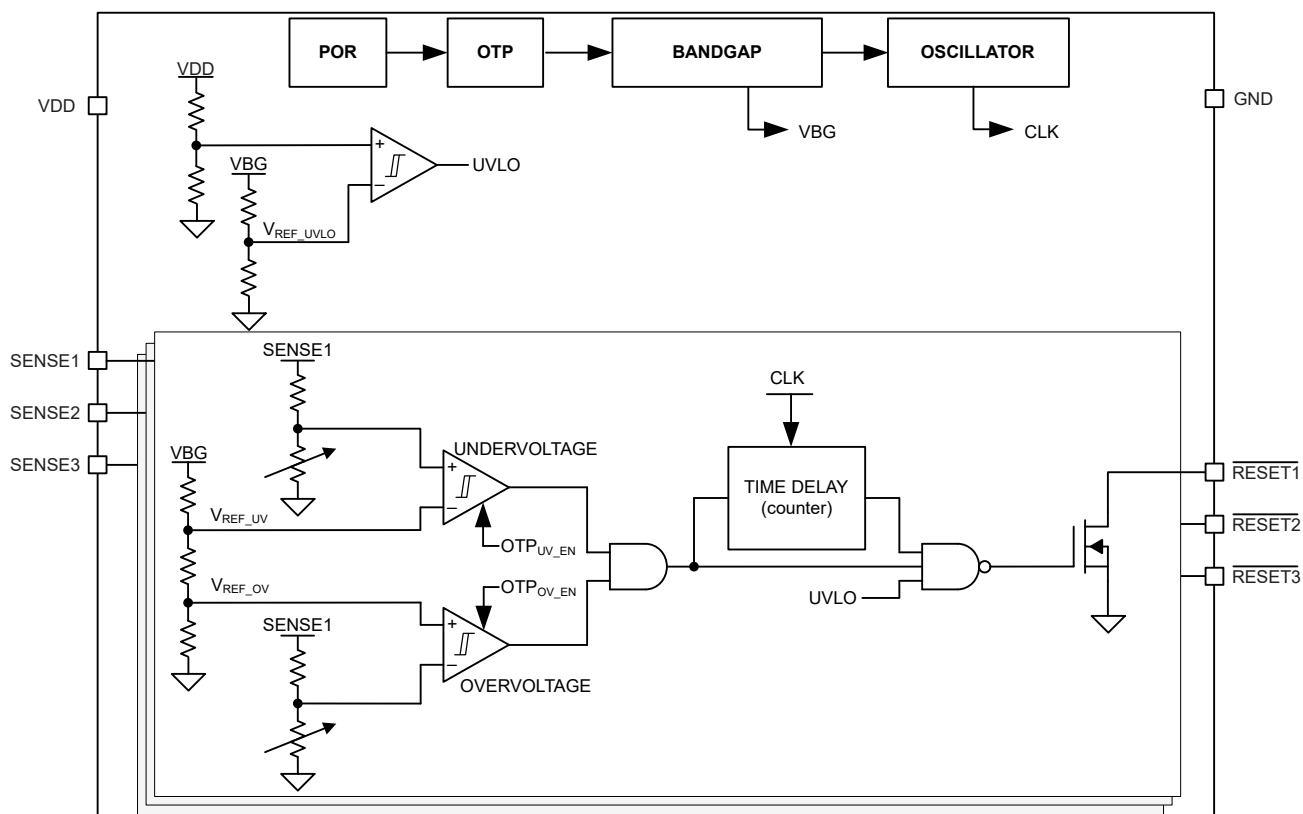 POR
OTP
BANDGAP
OSCILLATOR
VDD
VDD
GND
VBG
CLK
+
−
UVLO
VBG
VREF_UVLO
SENSE1
SENSE2
SENSE3
SENSE1
CLK
VBG
UNDERVOLTAGE
+
−
TIME DELAY
(counter)
VREF_UV
OTPUV_EN
VREF_OV
OTPOV_EN
UVLO
SENSE1
+
−
OVERVOLTAGE
RESET1
RESET2
RESET3